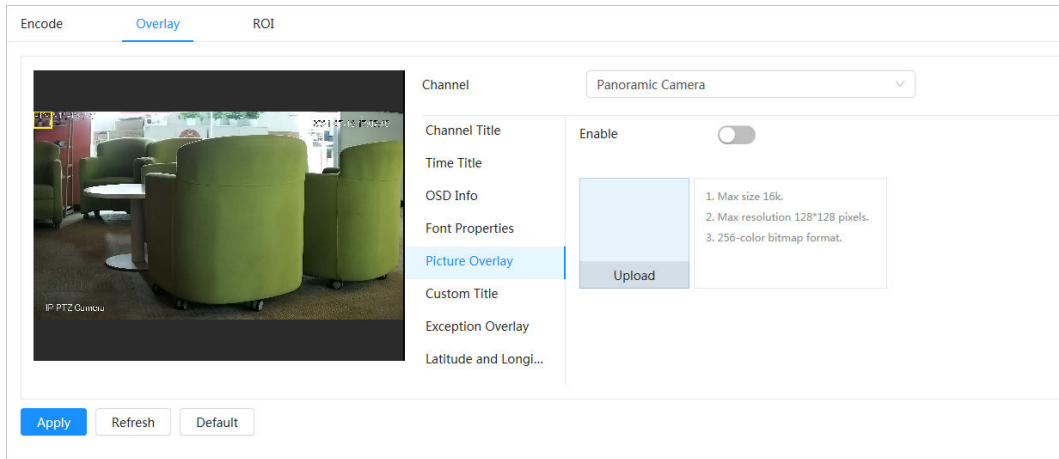 Encode Overlay ROI
Channel Panoramic Camera
Channel Title
Time Title
OSD Info
Font Properties
Picture Overlay
Custom Title
Exception Overlay
Latitude and Longi...
Enable
1. Max size 16k.
2. Max resolution 128*128 pixels.
3. 256-color bitmap format.
Upload
IP PTZ Camera
Apply Refresh Default